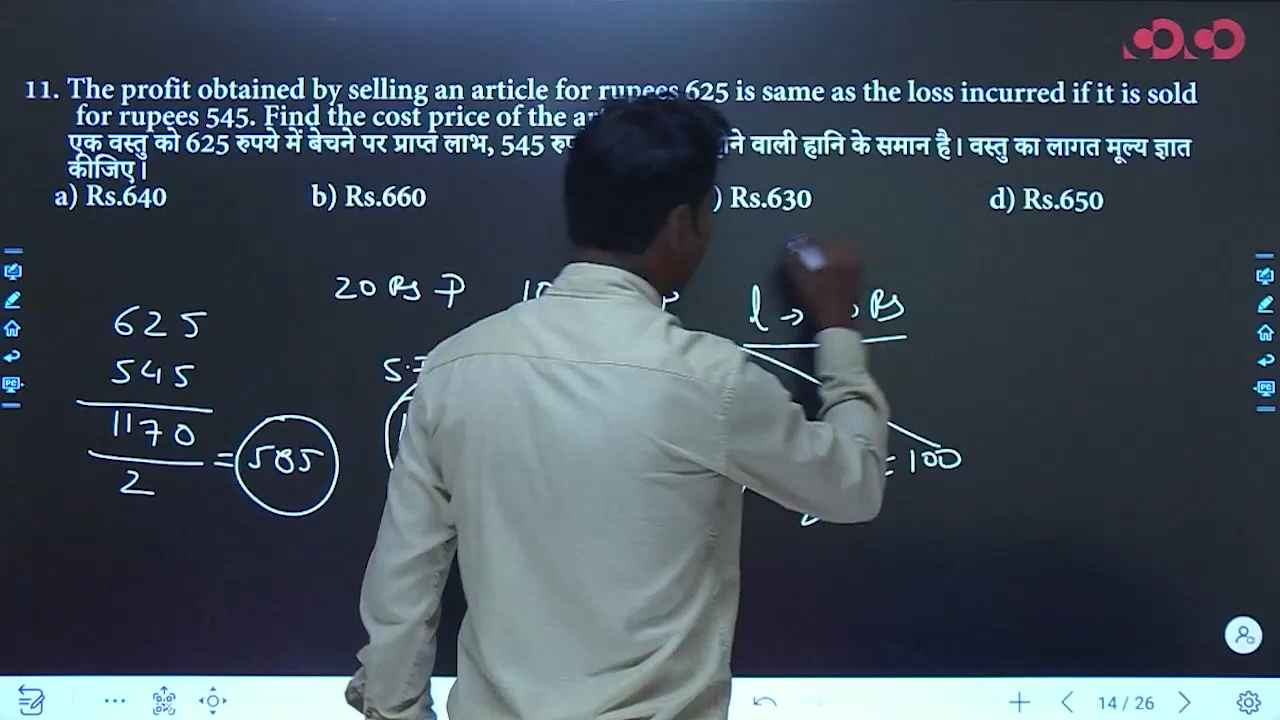 11. The profit obtained by selling an article for rupees 625 is same as the loss incurred if it is sold
for rupees 545. Find the cost price of the
एक वस्तु को 625 रुपये में बेचने पर प्राप्त लाभ, 545 वाली हानि के समान है। वस्तु का लागत मूल्य ज्ञात
कीजिए।
a) Rs.640 b) Rs.660 ) Rs.630 d) Rs.650
20 Rs P
l → Rs
625
545
1170
2
= 585
= 100
14 / 26